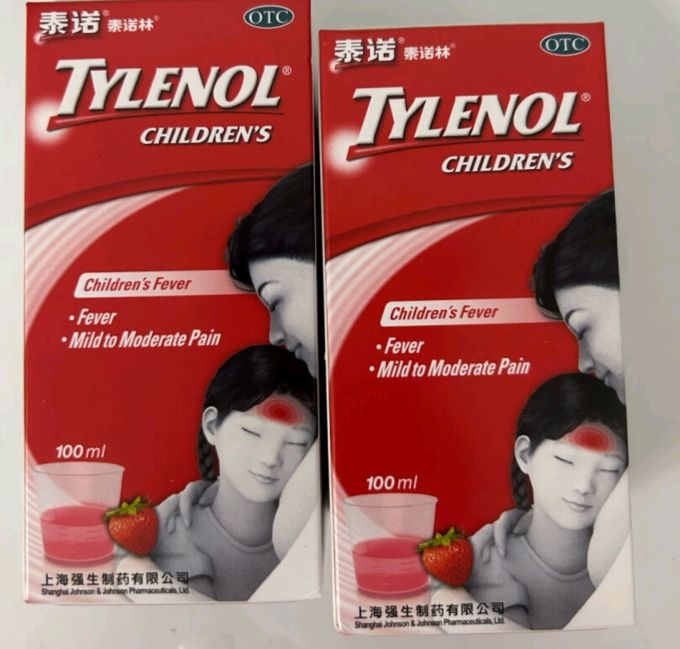 泰诺® 泰诺林®
OTC
TYLENOL®
CHILDREN'S
Children's Fever
• Fever
• Mild to Moderate Pain
100 ml
上海强生制药有限公司
Shanghai Johnson & Johnson Pharmaceuticals, Ltd.
泰诺® 泰诺林®
OTC
TYLENOL®
CHILDREN'S
Children's Fever
• Fever
• Mild to Moderate Pain
100 ml
上海强生制药有限公司
Shanghai Johnson & Johnson Pharmaceuticals, Ltd.